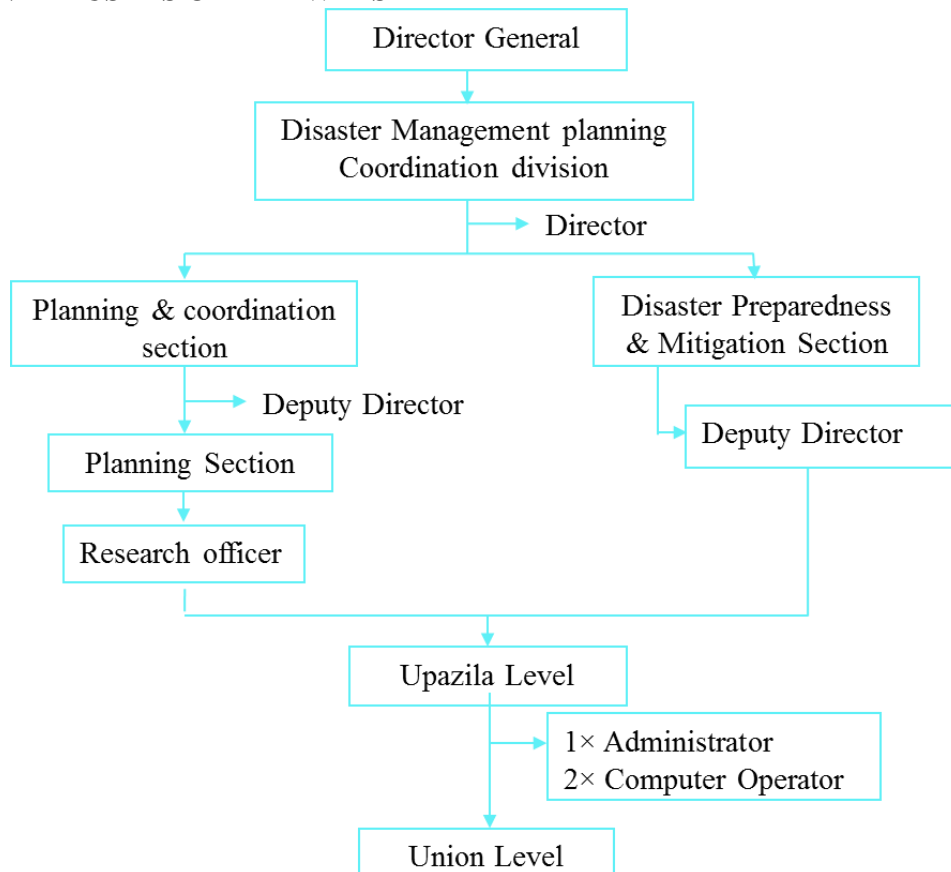 Director General
Disaster Management planning
Coordination division
Director
Planning & coordination
section
Disaster Preparedness
& Mitigation Section
Deputy Director
Deputy Director
Planning Section
Research officer
Upazila Level
1× Administrator
2× Computer Operator
Union Level